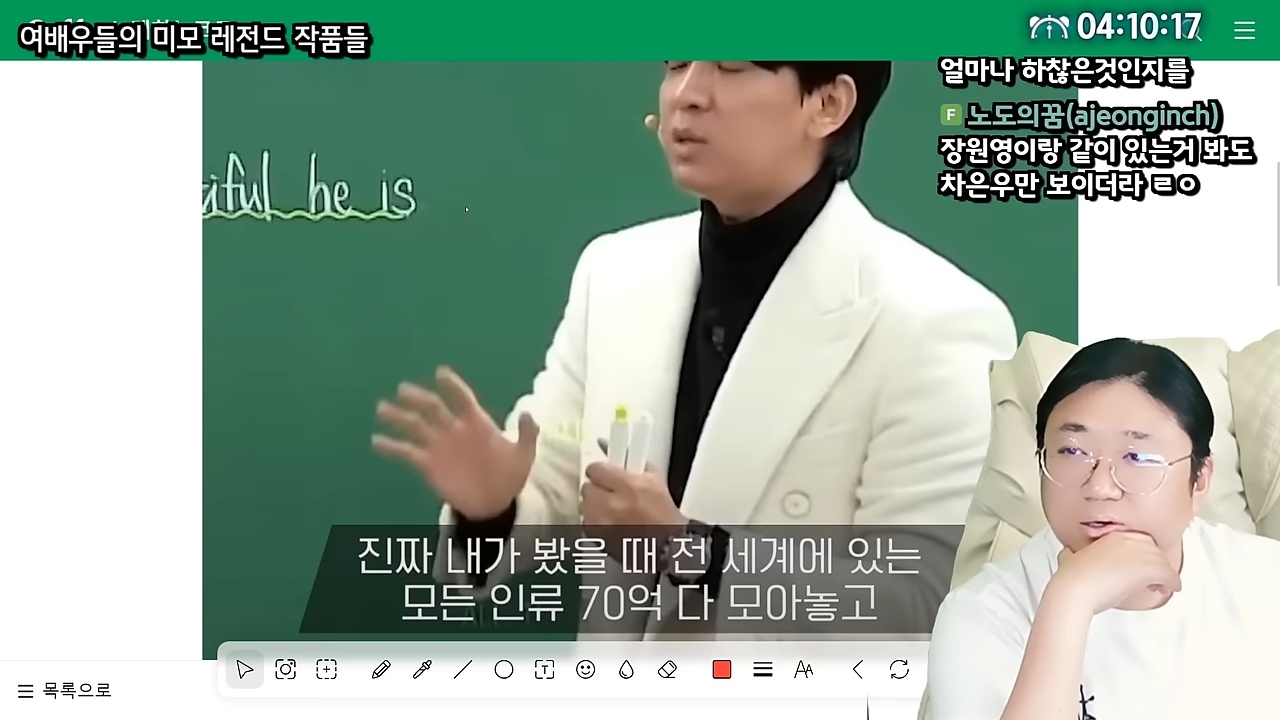 여배우들의 미모 레전드 작품들
04:10:17
얼마나 하찮은것인지를
F 노도의꿈(ajeonginch)
장원영이랑 같이 있는거 봐도
차은우만 보이더라 ㄹㅇ
iful he is
진짜 내가 봤을 때 전 세계에 있는
모든 인류 70억 다 모아놓고
목록으로